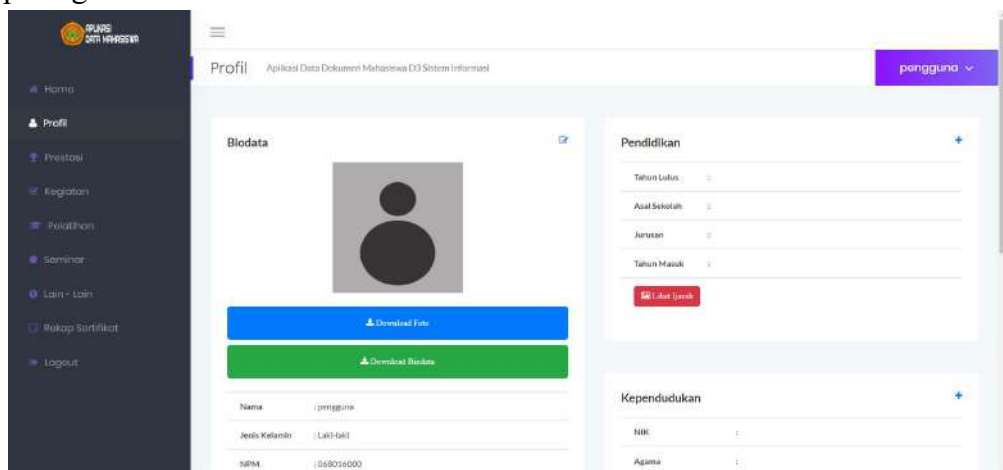 APLIKASI
DATA MAHASISWA
Home
Profil
Prestasi
Kegiatan
Pelatihan
Seminar
Lain - Lain
Rekap Sertifikat
Logout
Profil Aplikasi Data Dokumen Mahasiswa D3 Sistem Informasi
pengguna
Biodata
Download Foto
Download Biodata
Nama : pengguna
Jenis Kelamin : Laki-laki
NPM : 068016000
Pendidikan
Tahun Lulus :
Asal Sekolah :
Jurusan :
Tahun Masuk :
Lihat Ijazah
Kependudukan
NIK :
Agama :